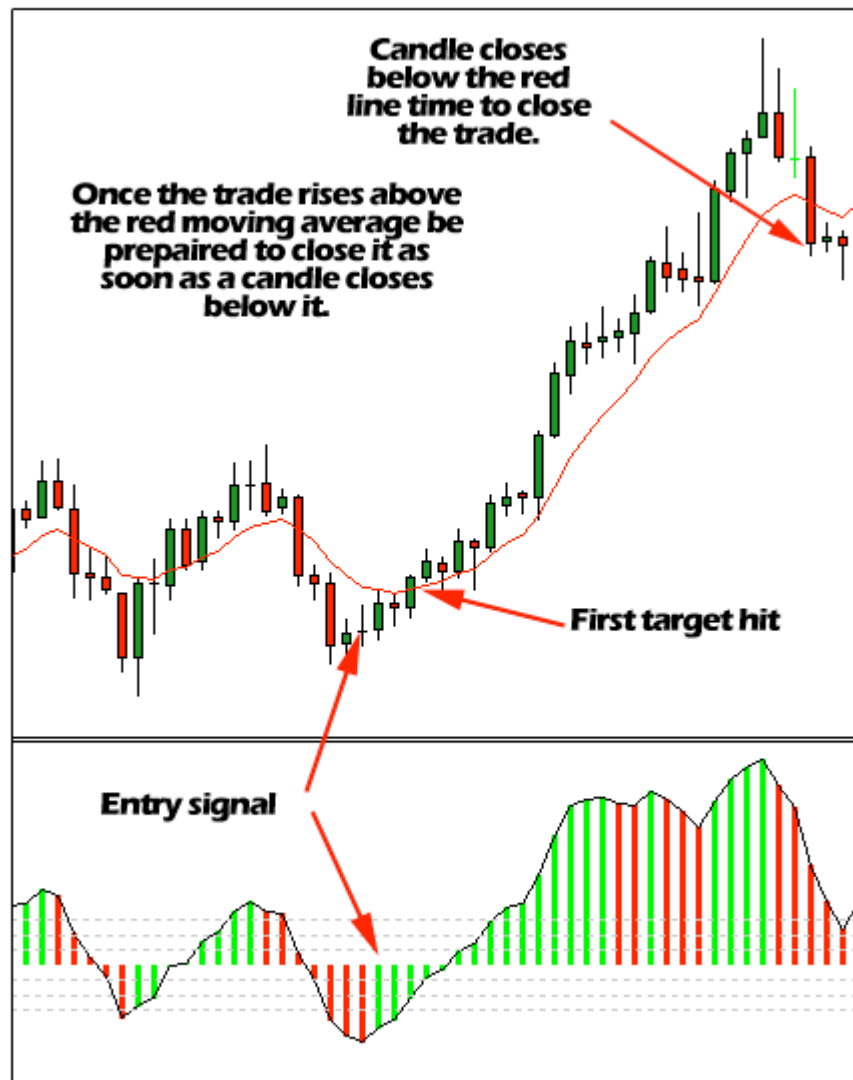 Candle closes
below the red
line time to close
the trade.
Once the trade rises above
the red moving average be
prepaired to close it as
soon as a candle closes
below it.
First target hit
Entry signal